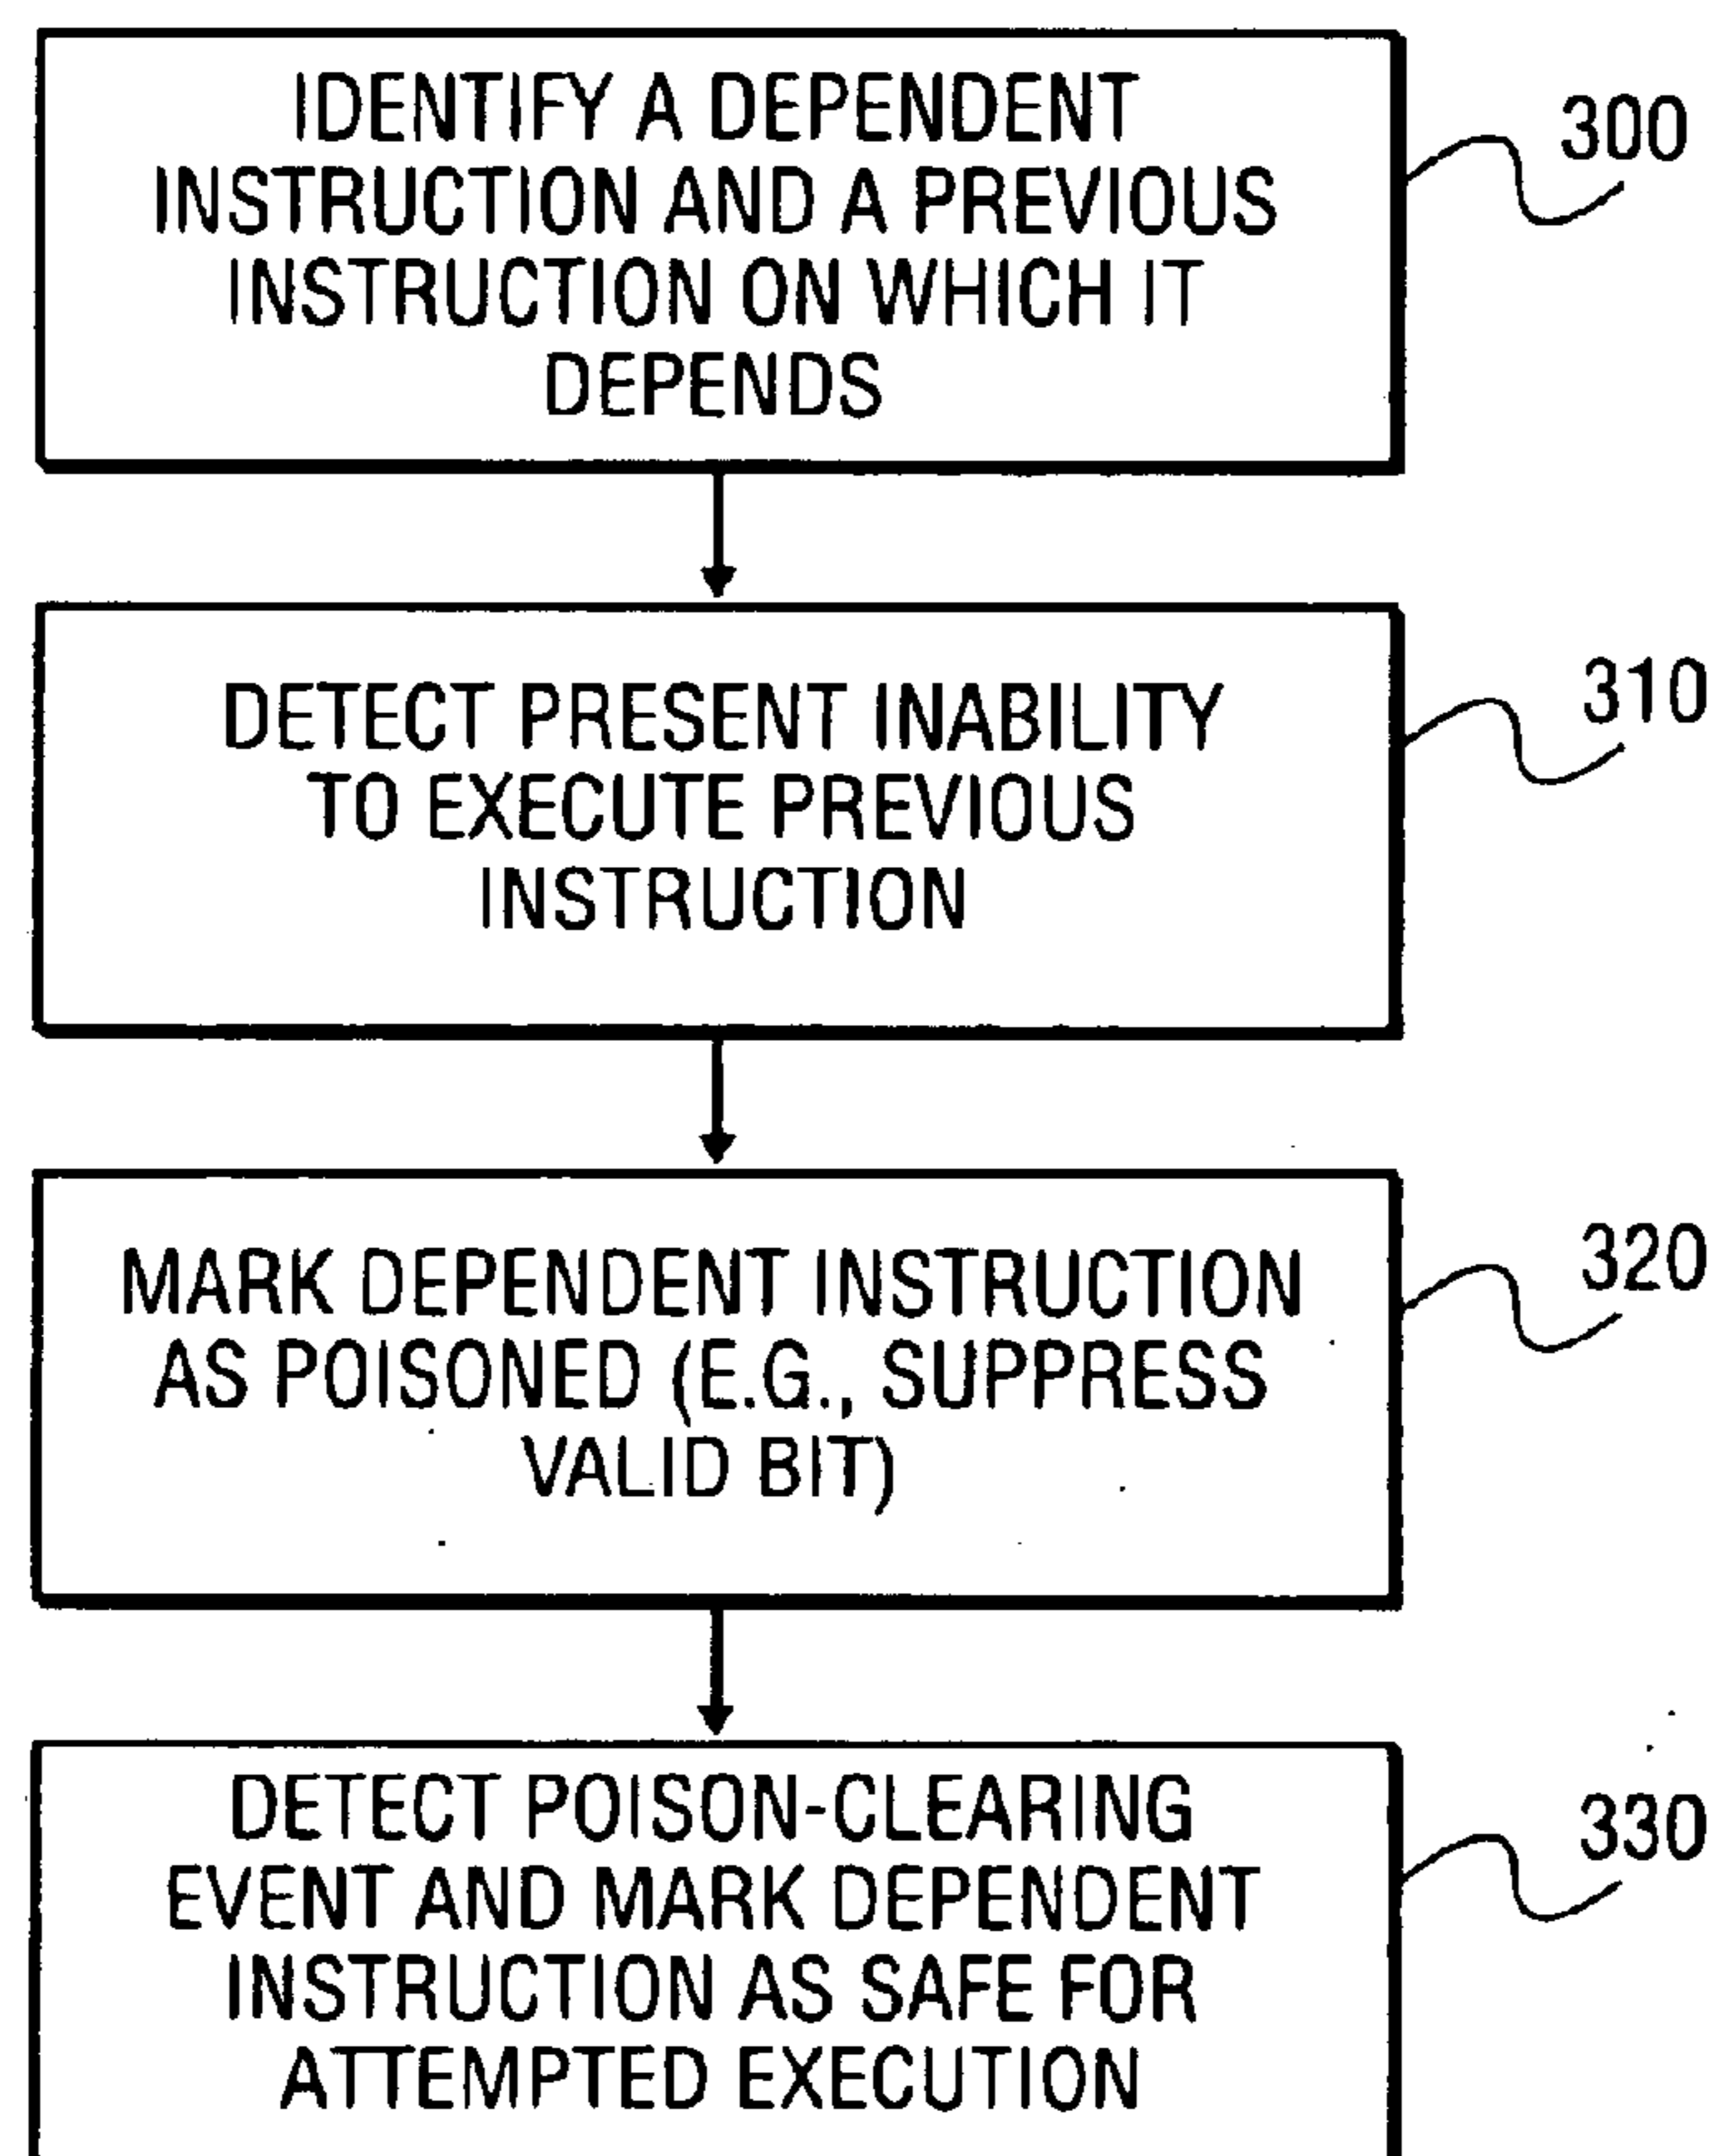 IDENTIFY A DEPENDENT
INSTRUCTION AND A PREVIOUS
INSTRUCTION ON WHICH IT
DEPENDS
300
DETECT PRESENT INABILITY
TO EXECUTE PREVIOUS
INSTRUCTION
310
MARK DEPENDENT INSTRUCTION
AS POISONED (E.G., SUPPRESS
VALID BIT)
320
DETECT POISON-CLEARING
EVENT AND MARK DEPENDENT
INSTRUCTION AS SAFE FOR
ATTEMPTED EXECUTION
330